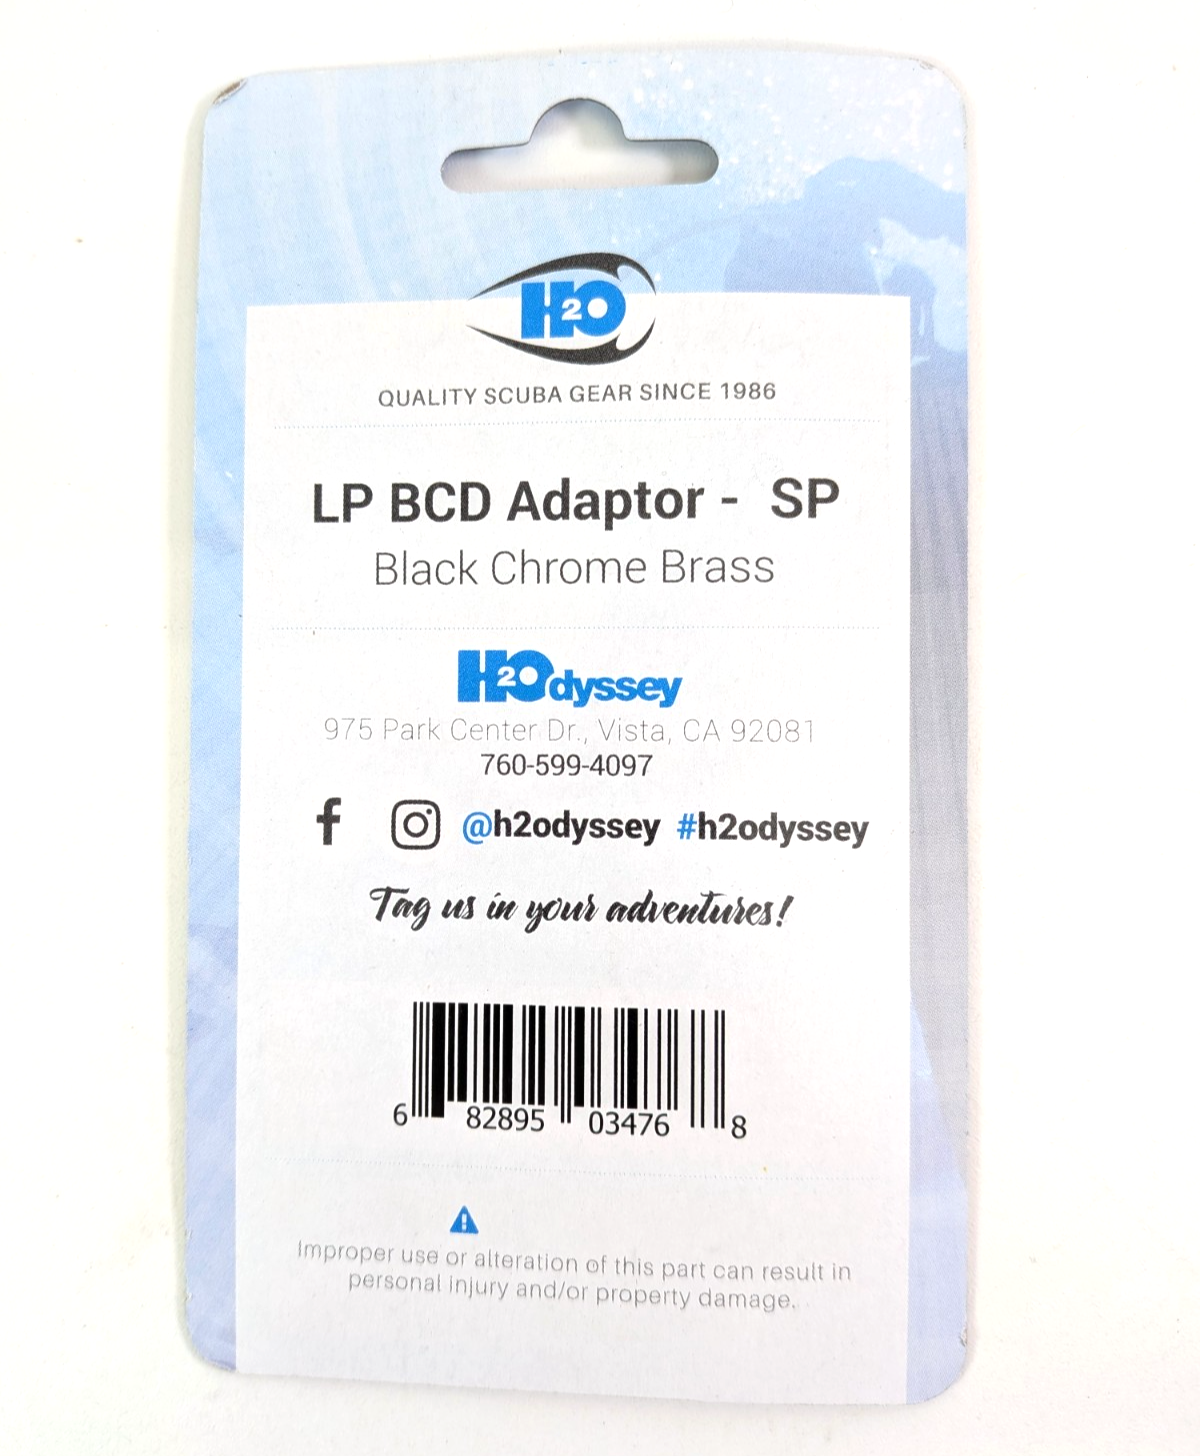 H2O
QUALITY SCUBA GEAR SINCE 1986
LP BCD Adaptor - SP
Black Chrome Brass
H2Odyssey
975 Park Center Dr., Vista, CA 92081
760-599-4097
@h2odyssey #h2odyssey
Tag us in your adventures!
6 82895 03476 8
Improper use or alteration of this part can result in
personal injury and/or property damage.